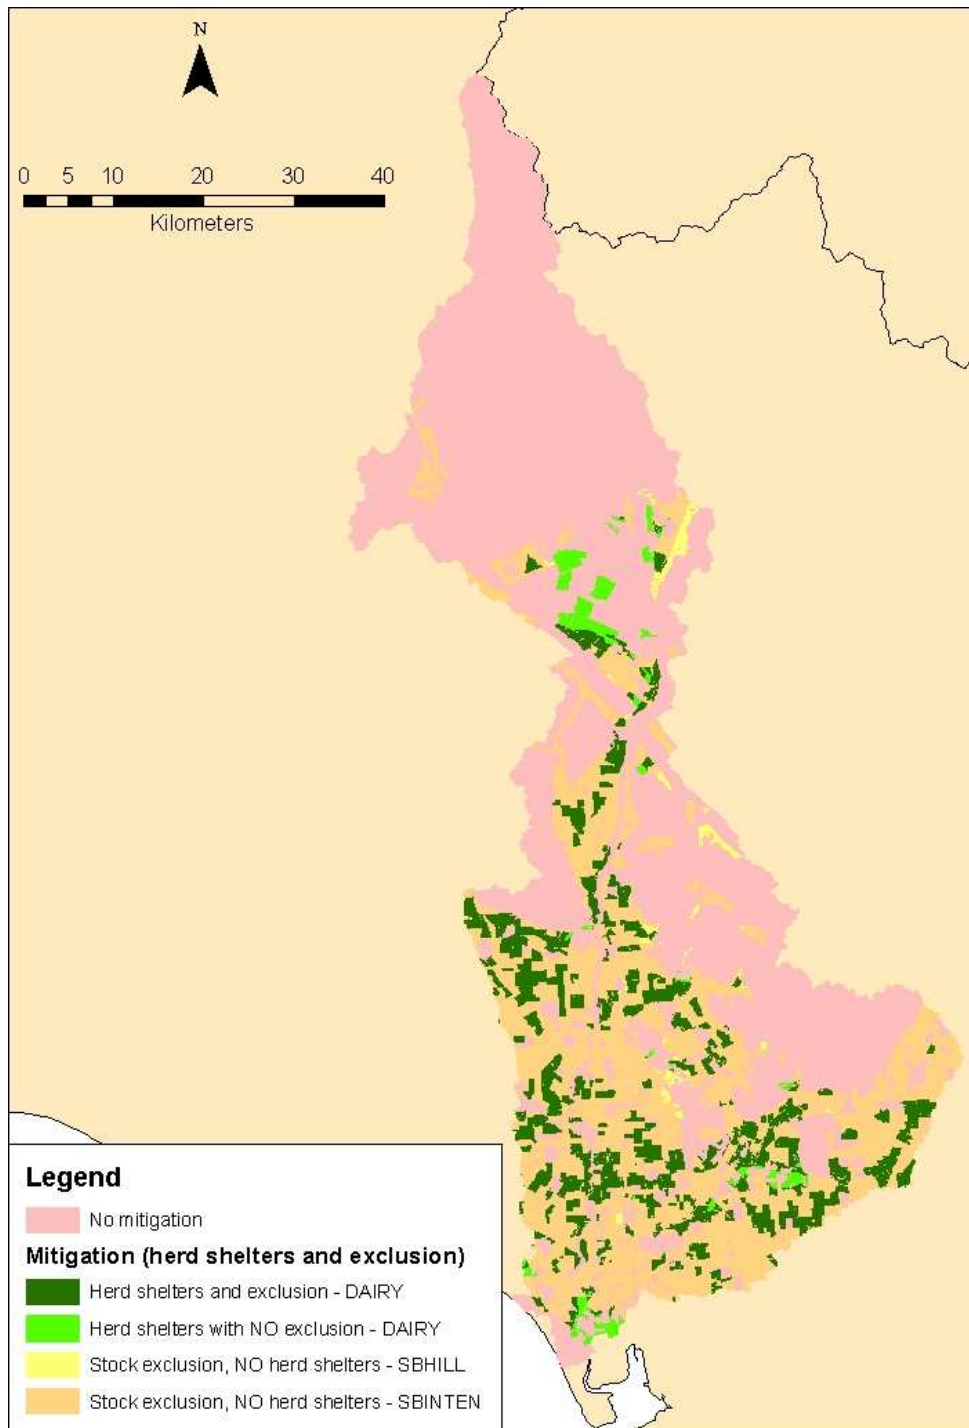 N
0 5 10 20 30 40
Kilometers
Legend
No mitigation
Mitigation (herd shelters and exclusion)
Herd shelters and exclusion - DAIRY
Herd shelters with NO exclusion - DAIRY
Stock exclusion, NO herd shelters - SBHILL
Stock exclusion, NO herd shelters - SBINTEN